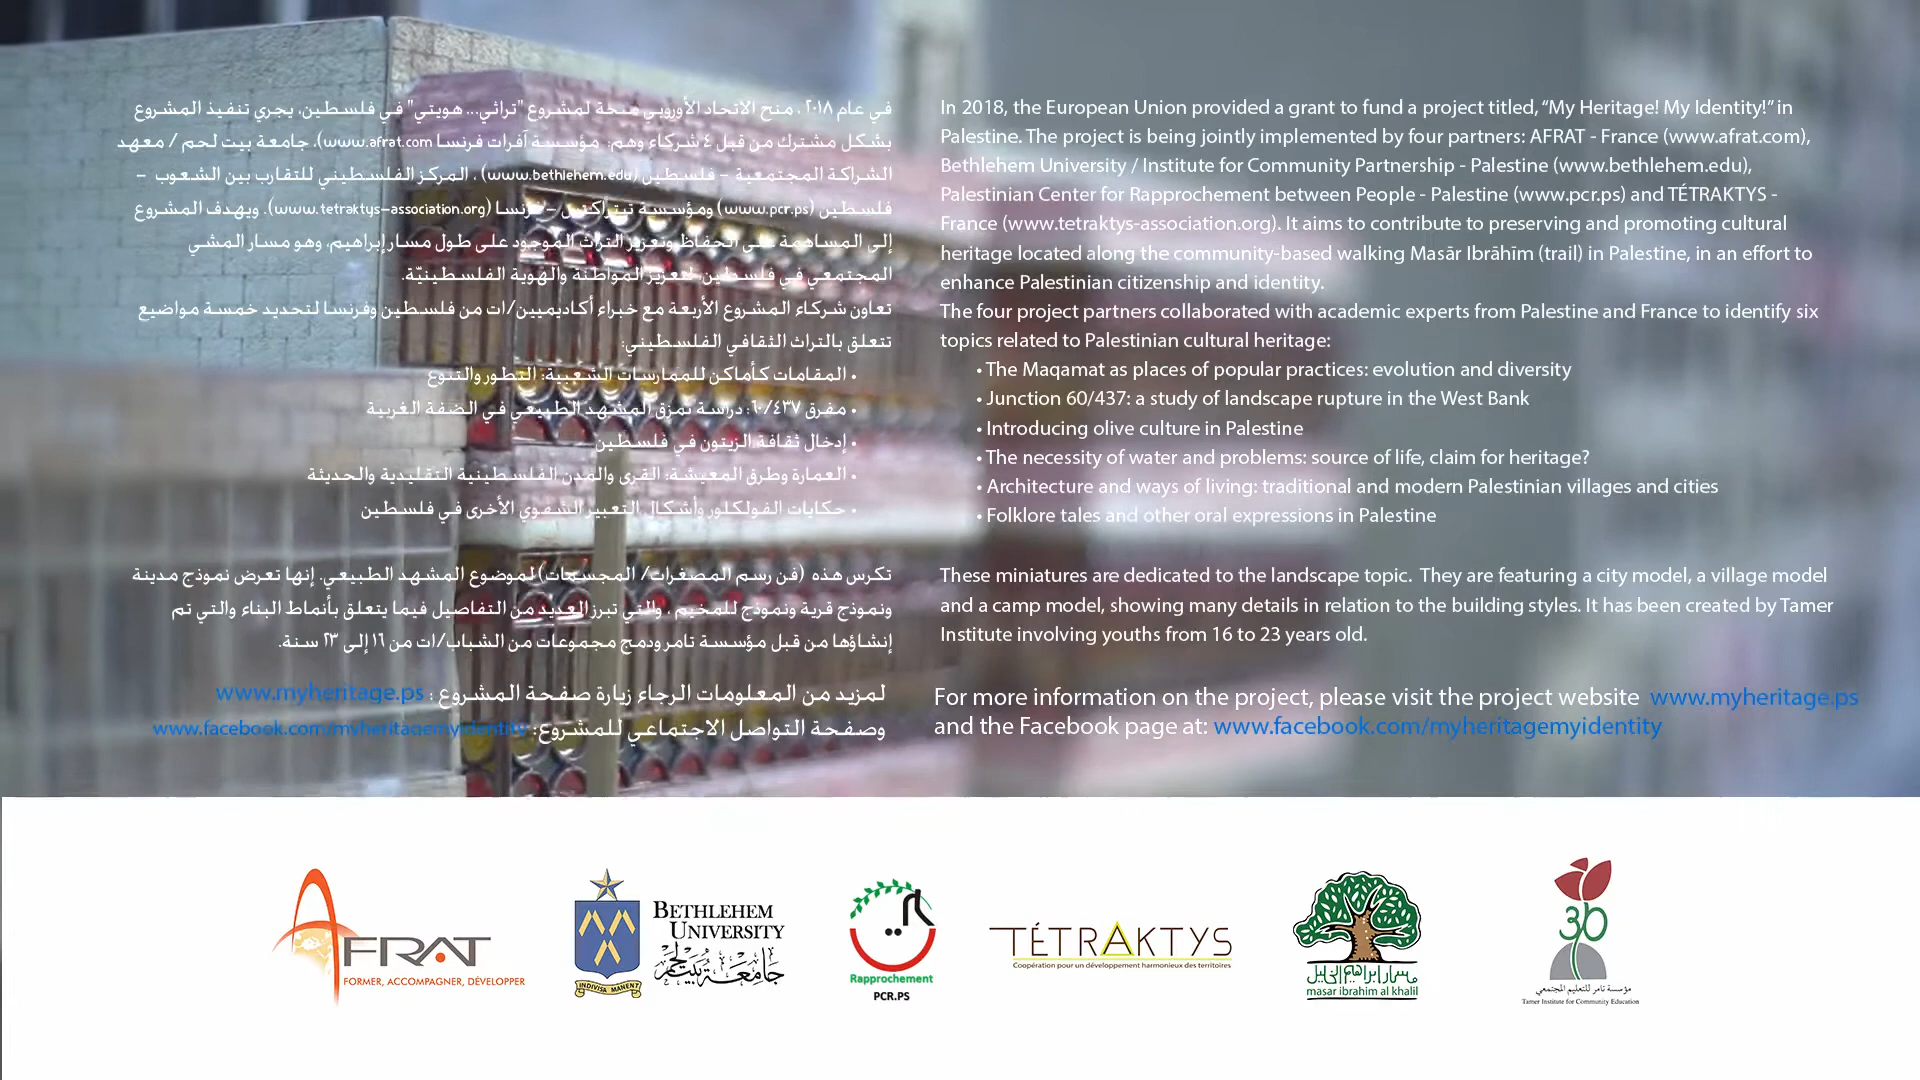 في عام ٢٠١٨ ، منح الاتحاد الأوروبي منحة لمشروع "تراثي... هويتي" في فلسطين، يجري تنفيذ المشروع
بشكل مشترك من قبل ٤ شركاء وهم: مؤسسة أفرات فرنسا www.afrat.com)، جامعة بيت لحم / معهد
الشراكة المجتمعية - فلسطين (www.bethlehem.edu) ، المركز الفلسطيني للتقارب بين الشعوب -
فلسطين (www.pcr.ps) ومؤسسة تيتراكتيس - فرنسا (www.tetraktys-association.org). ويهدف المشروع
إلى المساهمة على الحفاظ وتعزيز التراث الموجود على طول مسار إبراهيم، وهو مسار المشي
المجتمعي في فلسطين، لتعزيز المواطنة والهوية الفلسطينيّة.
تعاون شركاء المشروع الأربعة مع خبراء أكاديميين/ات من فلسطين وفرنسا لتحديد خمسة مواضيع
تتعلق بالتراث الثقافي الفلسطيني:
• المقامات كأماكن للممارسات الشعبية: التطور والتنوع
• مفرق ٦٠/٤٣٧: دراسة تمزق المشهد الطبيعي في الضفة الغربية
• إدخال ثقافة الزيتون في فلسطين
• العمارة وطرق المعيشة: القرى والمدن الفلسطينية التقليدية والحديثة
• حكايات الفولكلور وأشكال التعبير الشفوي الأخرى في فلسطين
تكرس هذه (فن رسم المصغرات/ المجسمات) لموضوع المشهد الطبيعي. إنها تعرض نموذج مدينة
ونموذج قرية ونموذج للمخيم ، والتي تبرز العديد من التفاصيل فيما يتعلق بأنماط البناء والتي تم
إنشاؤها من قبل مؤسسة تامر ودمج مجموعات من الشباب/ات من ١٦ إلى ٢٣ سنة.
لمزيد من المعلومات الرجاء زيارة صفحة المشروع : www.myheritage.ps
وصفحة التواصل الاجتماعي للمشروع: www.facebook.com/myheritagemyidentity
In 2018, the European Union provided a grant to fund a project titled, “My Heritage! My Identity!” in
Palestine. The project is being jointly implemented by four partners: AFRAT - France (www.afrat.com),
Bethlehem University / Institute for Community Partnership - Palestine (www.bethlehem.edu),
Palestinian Center for Rapprochement between People - Palestine (www.pcr.ps) and TÉTRAKTYS -
France (www.tetraktys-association.org). It aims to contribute to preserving and promoting cultural
heritage located along the community-based walking Masār Ibrāhīm (trail) in Palestine, in an effort to
enhance Palestinian citizenship and identity.
The four project partners collaborated with academic experts from Palestine and France to identify six
topics related to Palestinian cultural heritage:
• The Maqamat as places of popular practices: evolution and diversity
• Junction 60/437: a study of landscape rupture in the West Bank
• Introducing olive culture in Palestine
• The necessity of water and problems: source of life, claim for heritage?
• Architecture and ways of living: traditional and modern Palestinian villages and cities
• Folklore tales and other oral expressions in Palestine
These miniatures are dedicated to the landscape topic. They are featuring a city model, a village model
and a camp model, showing many details in relation to the building styles. It has been created by Tamer
Institute involving youths from 16 to 23 years old.
For more information on the project, please visit the project website www.myheritage.ps
and the Facebook page at: www.facebook.com/myheritagemyidentity
AFRAT
FORMER, ACCOMPAGNER, DÉVELOPPER
BETHLEHEM
UNIVERSITY
جامعة بيت لحم
INDIVISA MANENT
Rapprochement
PCR.PS
TÉTRAKTYS
Coopération pour un développement harmonieux des territoires
مسار ابراهيم الخليل
masar ibrahim al khalil
30
مؤسسة تامر للتعليم المجتمعي
Tamer Institute for Community Education